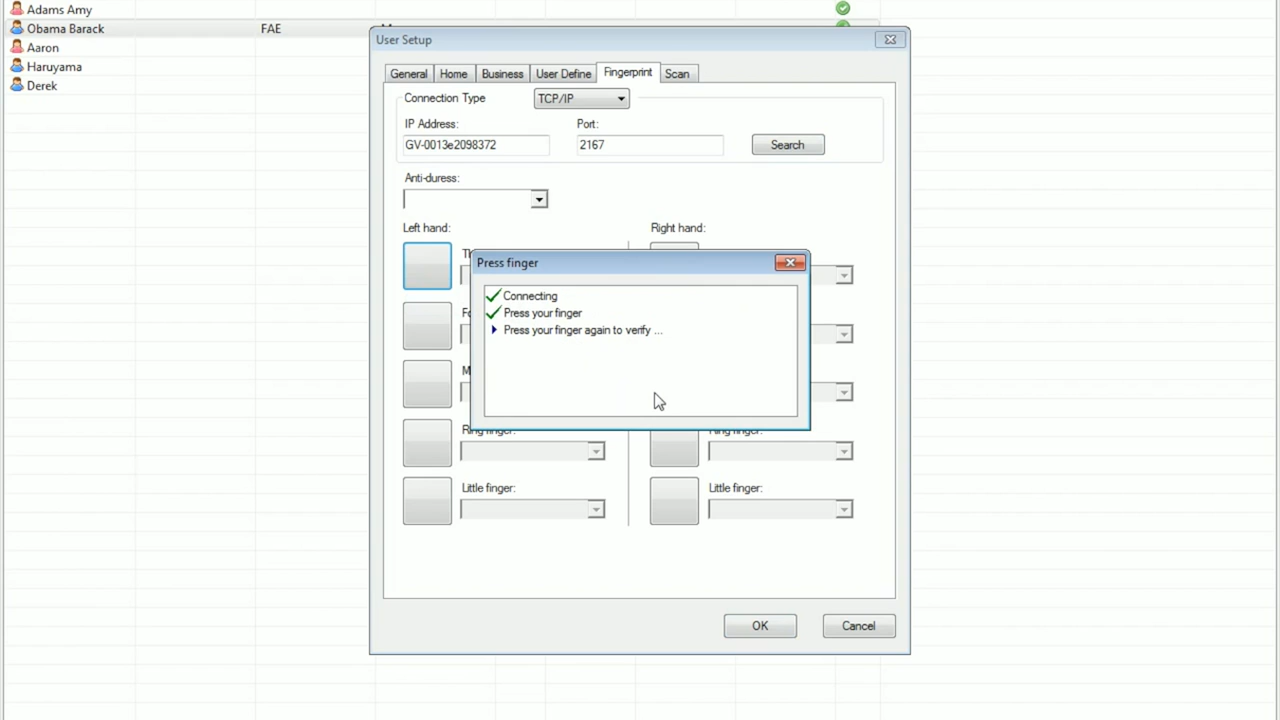 Adams Amy
Obama Barack FAE
Aaron
Haruyama
Derek
User Setup
General Home Business User Define Fingerprint Scan
Connection Type TCP/IP
IP Address: Port:
GV-0013e2098372 2167 Search
Anti-duress:
Left hand: Right hand:
Press finger
Connecting
Press your finger
Press your finger again to verify ...
Ring finger: Ring finger:
Little finger: Little finger:
OK Cancel